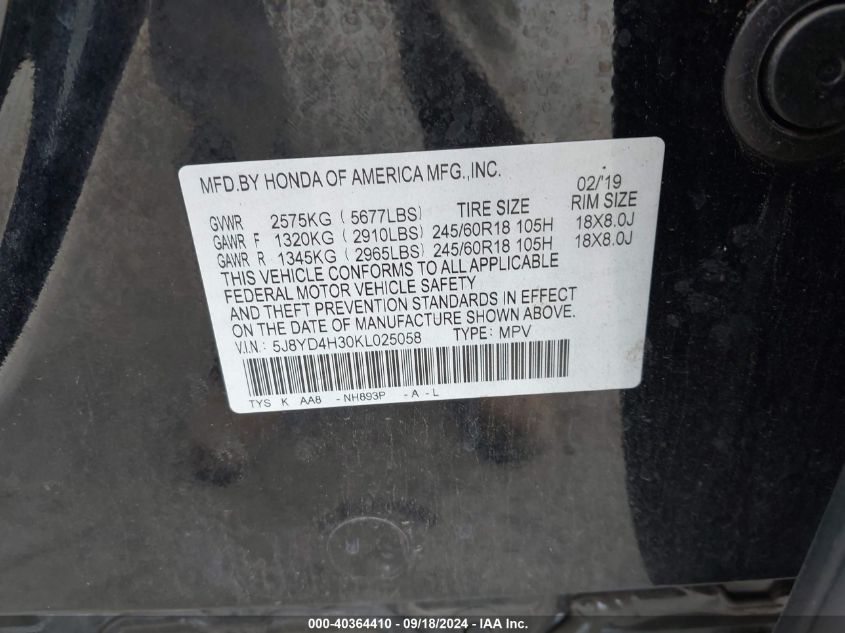 MFD.BY HONDA OF AMERICA MFG.,INC. 02/'19
TIRE SIZE RIM SIZE
GVWR 2575KG (5677LBS)
GAWR F 1320KG (2910LBS) 245/60R18 105H 18X8.0J
GAWR R 1345KG (2965LBS) 245/60R18 105H 18X8.0J
THIS VEHICLE CONFORMS TO ALL APPLICABLE
FEDERAL MOTOR VEHICLE SAFETY
AND THEFT PREVENTION STANDARDS IN EFFECT
ON THE DATE OF MANUFACTURE SHOWN ABOVE.
V.I.N.: 5J8YD4H30KL025058 TYPE: MPV
TYS K AA8 -NH893P -A -L
000-40364410 - 09/18/2024 - IAA Inc.